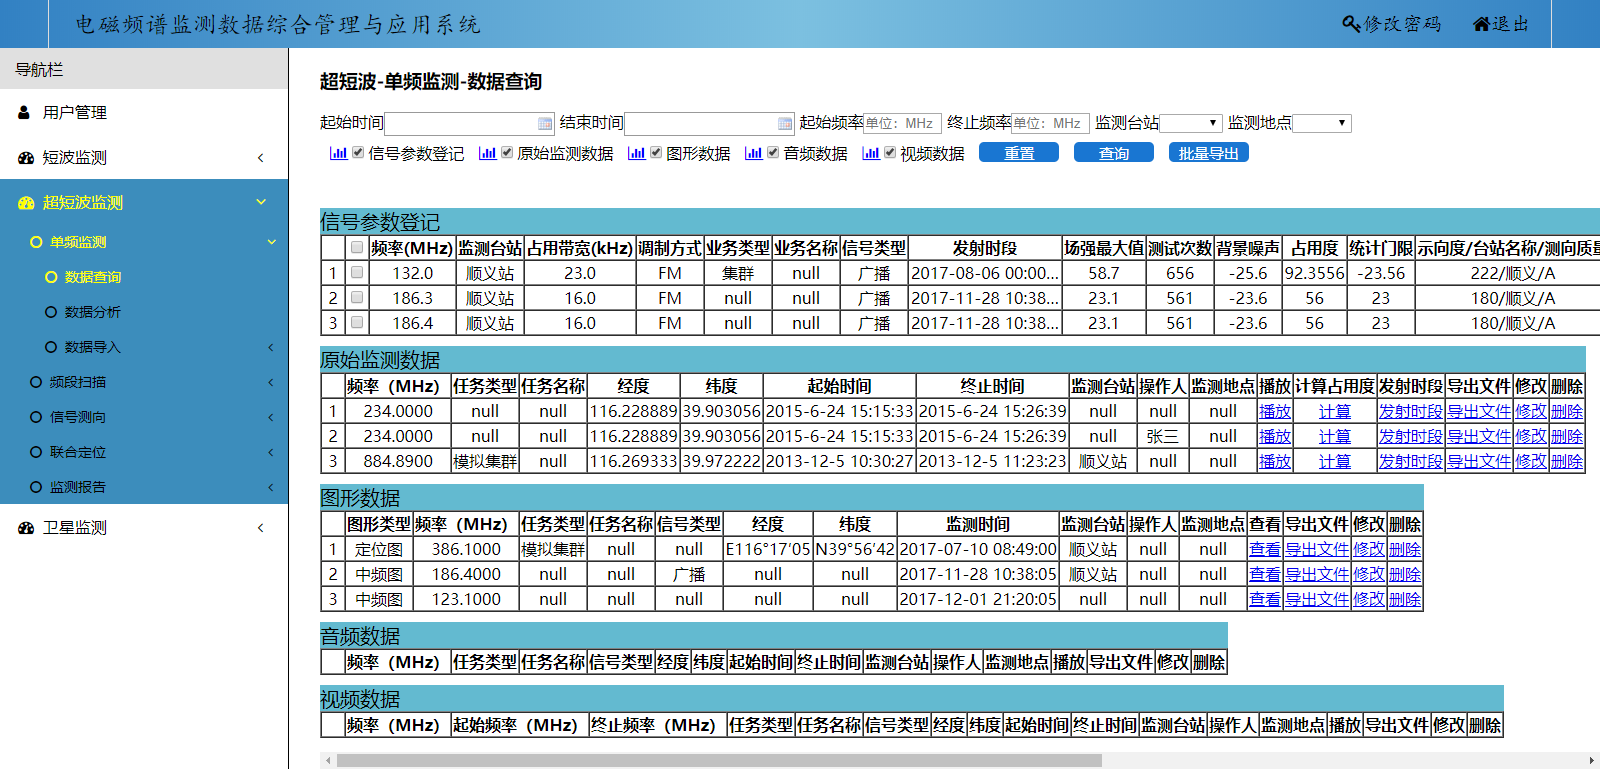 电磁频谱监测数据综合管理与应用系统 修改密码 退出
导航栏
用户管理
短波监测
超短波监测
单频监测
数据查询
数据分析
数据导入
频段扫描
信号测向
联合定位
监测报告
卫星监测
超短波-单频监测-数据查询
起始时间 结束时间 起始频率 单位：MHz 终止频率 单位：MHz 监测台站 监测地点
信号参数登记 原始监测数据 图形数据 音频数据 视频数据 重置 查询 批量导出
信号参数登记
频率(MHz) 监测台站 占用带宽(kHz) 调制方式 业务类型 业务名称 信号类型 发射时段 场强最大值 测试次数 背景噪声 占用度 统计门限 示向度/台站名称/测向质量
1 132.0 顺义站 23.0 FM 集群 null 广播 2017-08-06 00:00... 58.7 656 -25.6 92.3556 -23.56 222/顺义/A
2 186.3 顺义站 16.0 FM null null 广播 2017-11-28 10:38... 23.1 561 -23.6 56 23 180/顺义/A
3 186.4 顺义站 16.0 FM null null 广播 2017-11-28 10:38... 23.1 561 -23.6 56 23 180/顺义/A
原始监测数据
频率（MHz） 任务类型 任务名称 经度 纬度 起始时间 终止时间 监测台站 操作人 监测地点 播放 计算占用度 发射时段 导出文件 修改 删除
1 234.0000 null null 116.228889 39.903056 2015-6-24 15:15:33 2015-6-24 15:26:39 null null null 播放 计算 发射时段 导出文件 修改 删除
2 234.0000 null null 116.228889 39.903056 2015-6-24 15:15:33 2015-6-24 15:26:39 null 张三 null 播放 计算 发射时段 导出文件 修改 删除
3 884.8900 模拟集群 null 116.269333 39.972222 2013-12-5 10:30:27 2013-12-5 11:23:23 顺义站 null null 播放 计算 发射时段 导出文件 修改 删除
图形数据
图形类型 频率（MHz） 任务类型 任务名称 信号类型 经度 纬度 监测时间 监测台站 操作人 监测地点 查看 导出文件 修改 删除
1 定位图 386.1000 模拟集群 null null E116°17′05 N39°56′42 2017-07-10 08:49:00 顺义站 null null 查看 导出文件 修改 删除
2 中频图 186.4000 null null 广播 null null 2017-11-28 10:38:05 顺义站 null null 查看 导出文件 修改 删除
3 中频图 123.1000 null null null null null 2017-12-01 21:20:05 null null null 查看 导出文件 修改 删除
音频数据
频率（MHz） 任务类型 任务名称 信号类型 经度 纬度 起始时间 终止时间 监测台站 操作人 监测地点 播放 导出文件 修改 删除
视频数据
频率（MHz） 起始频率（MHz） 终止频率（MHz） 任务类型 任务名称 信号类型 经度 纬度 起始时间 终止时间 监测台站 操作人 监测地点 播放 导出文件 修改 删除